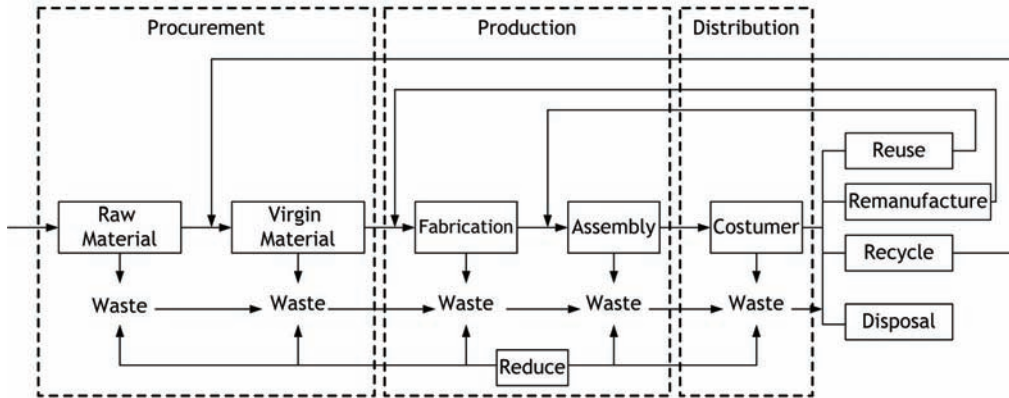 Procurement
Production
Distribution
Reuse
Remanufacture
Raw
Material
Virgin
Material
Fabrication
Assembly
Costumer
Recycle
Waste
Waste
Waste
Waste
Waste
Disposal
Reduce